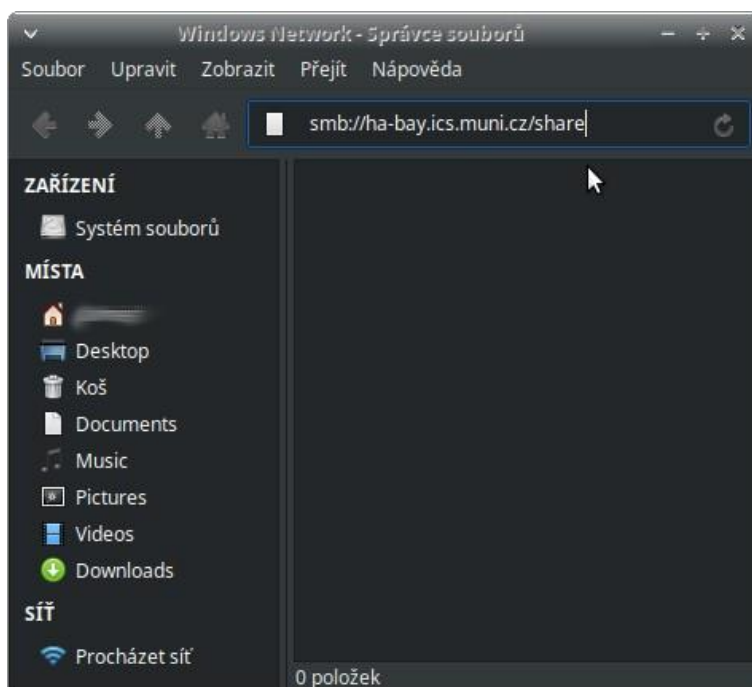 Windows Network - Správce souborů
Soubor Upravit Zobrazit Přejít Nápověda
smb://ha-bay.ics.muni.cz/share
ZAŘÍZENÍ
Systém souborů
MÍSTA
Desktop
Koš
Documents
Music
Pictures
Videos
Downloads
SÍŤ
Procházet síť
0 položek